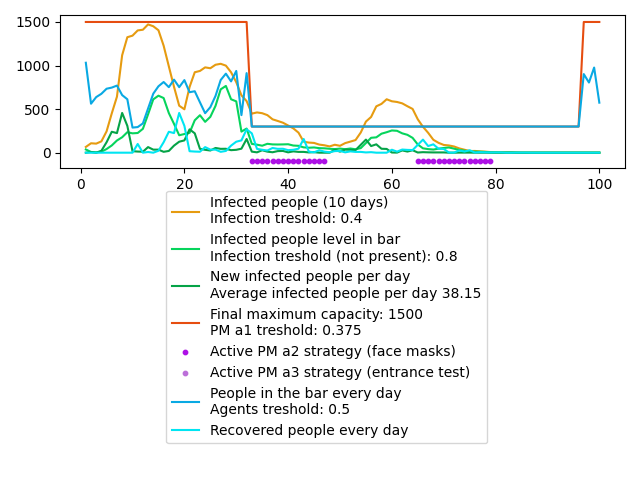 1500
1000
500
0
0 20 40 60 80 100
Infected people (10 days)
Infection treshold: 0.4
Infected people level in bar
Infection treshold (not present): 0.8
New infected people per day
Average infected people per day 38.15
Final maximum capacity: 1500
PM a1 treshold: 0.375
Active PM a2 strategy (face masks)
Active PM a3 strategy (entrance test)
People in the bar every day
Agents treshold: 0.5
Recovered people every day